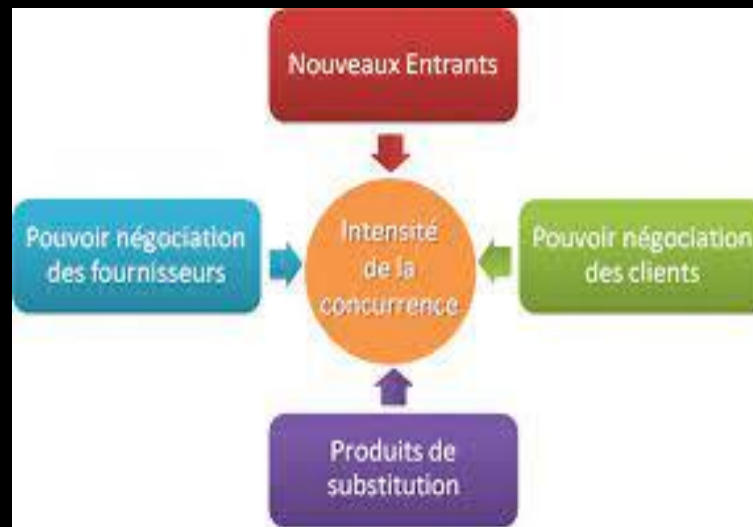 Nouveaux Entrants
Pouvoir négociation
des fournisseurs
Intensité
de la
concurrence
Pouvoir négociation
des clients
Produits de
substitution